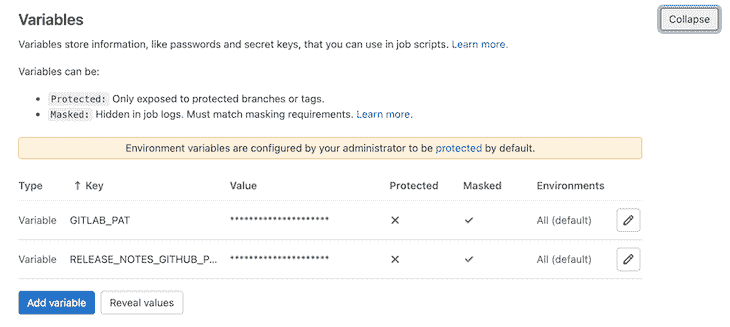 Variables
Collapse
Variables store information, like passwords and secret keys, that you can use in job scripts. Learn more.
Variables can be:
• Protected: Only exposed to protected branches or tags.
• Masked: Hidden in job logs. Must match masking requirements. Learn more.
Environment variables are configured by your administrator to be protected by default.
Type ↑ Key Value Protected Masked Environments
Variable GITLAB_PAT ******************** ✕ ✓ All (default)
Variable RELEASE_NOTES_GITHUB_P... ******************** ✕ ✓ All (default)
Add variable Reveal values